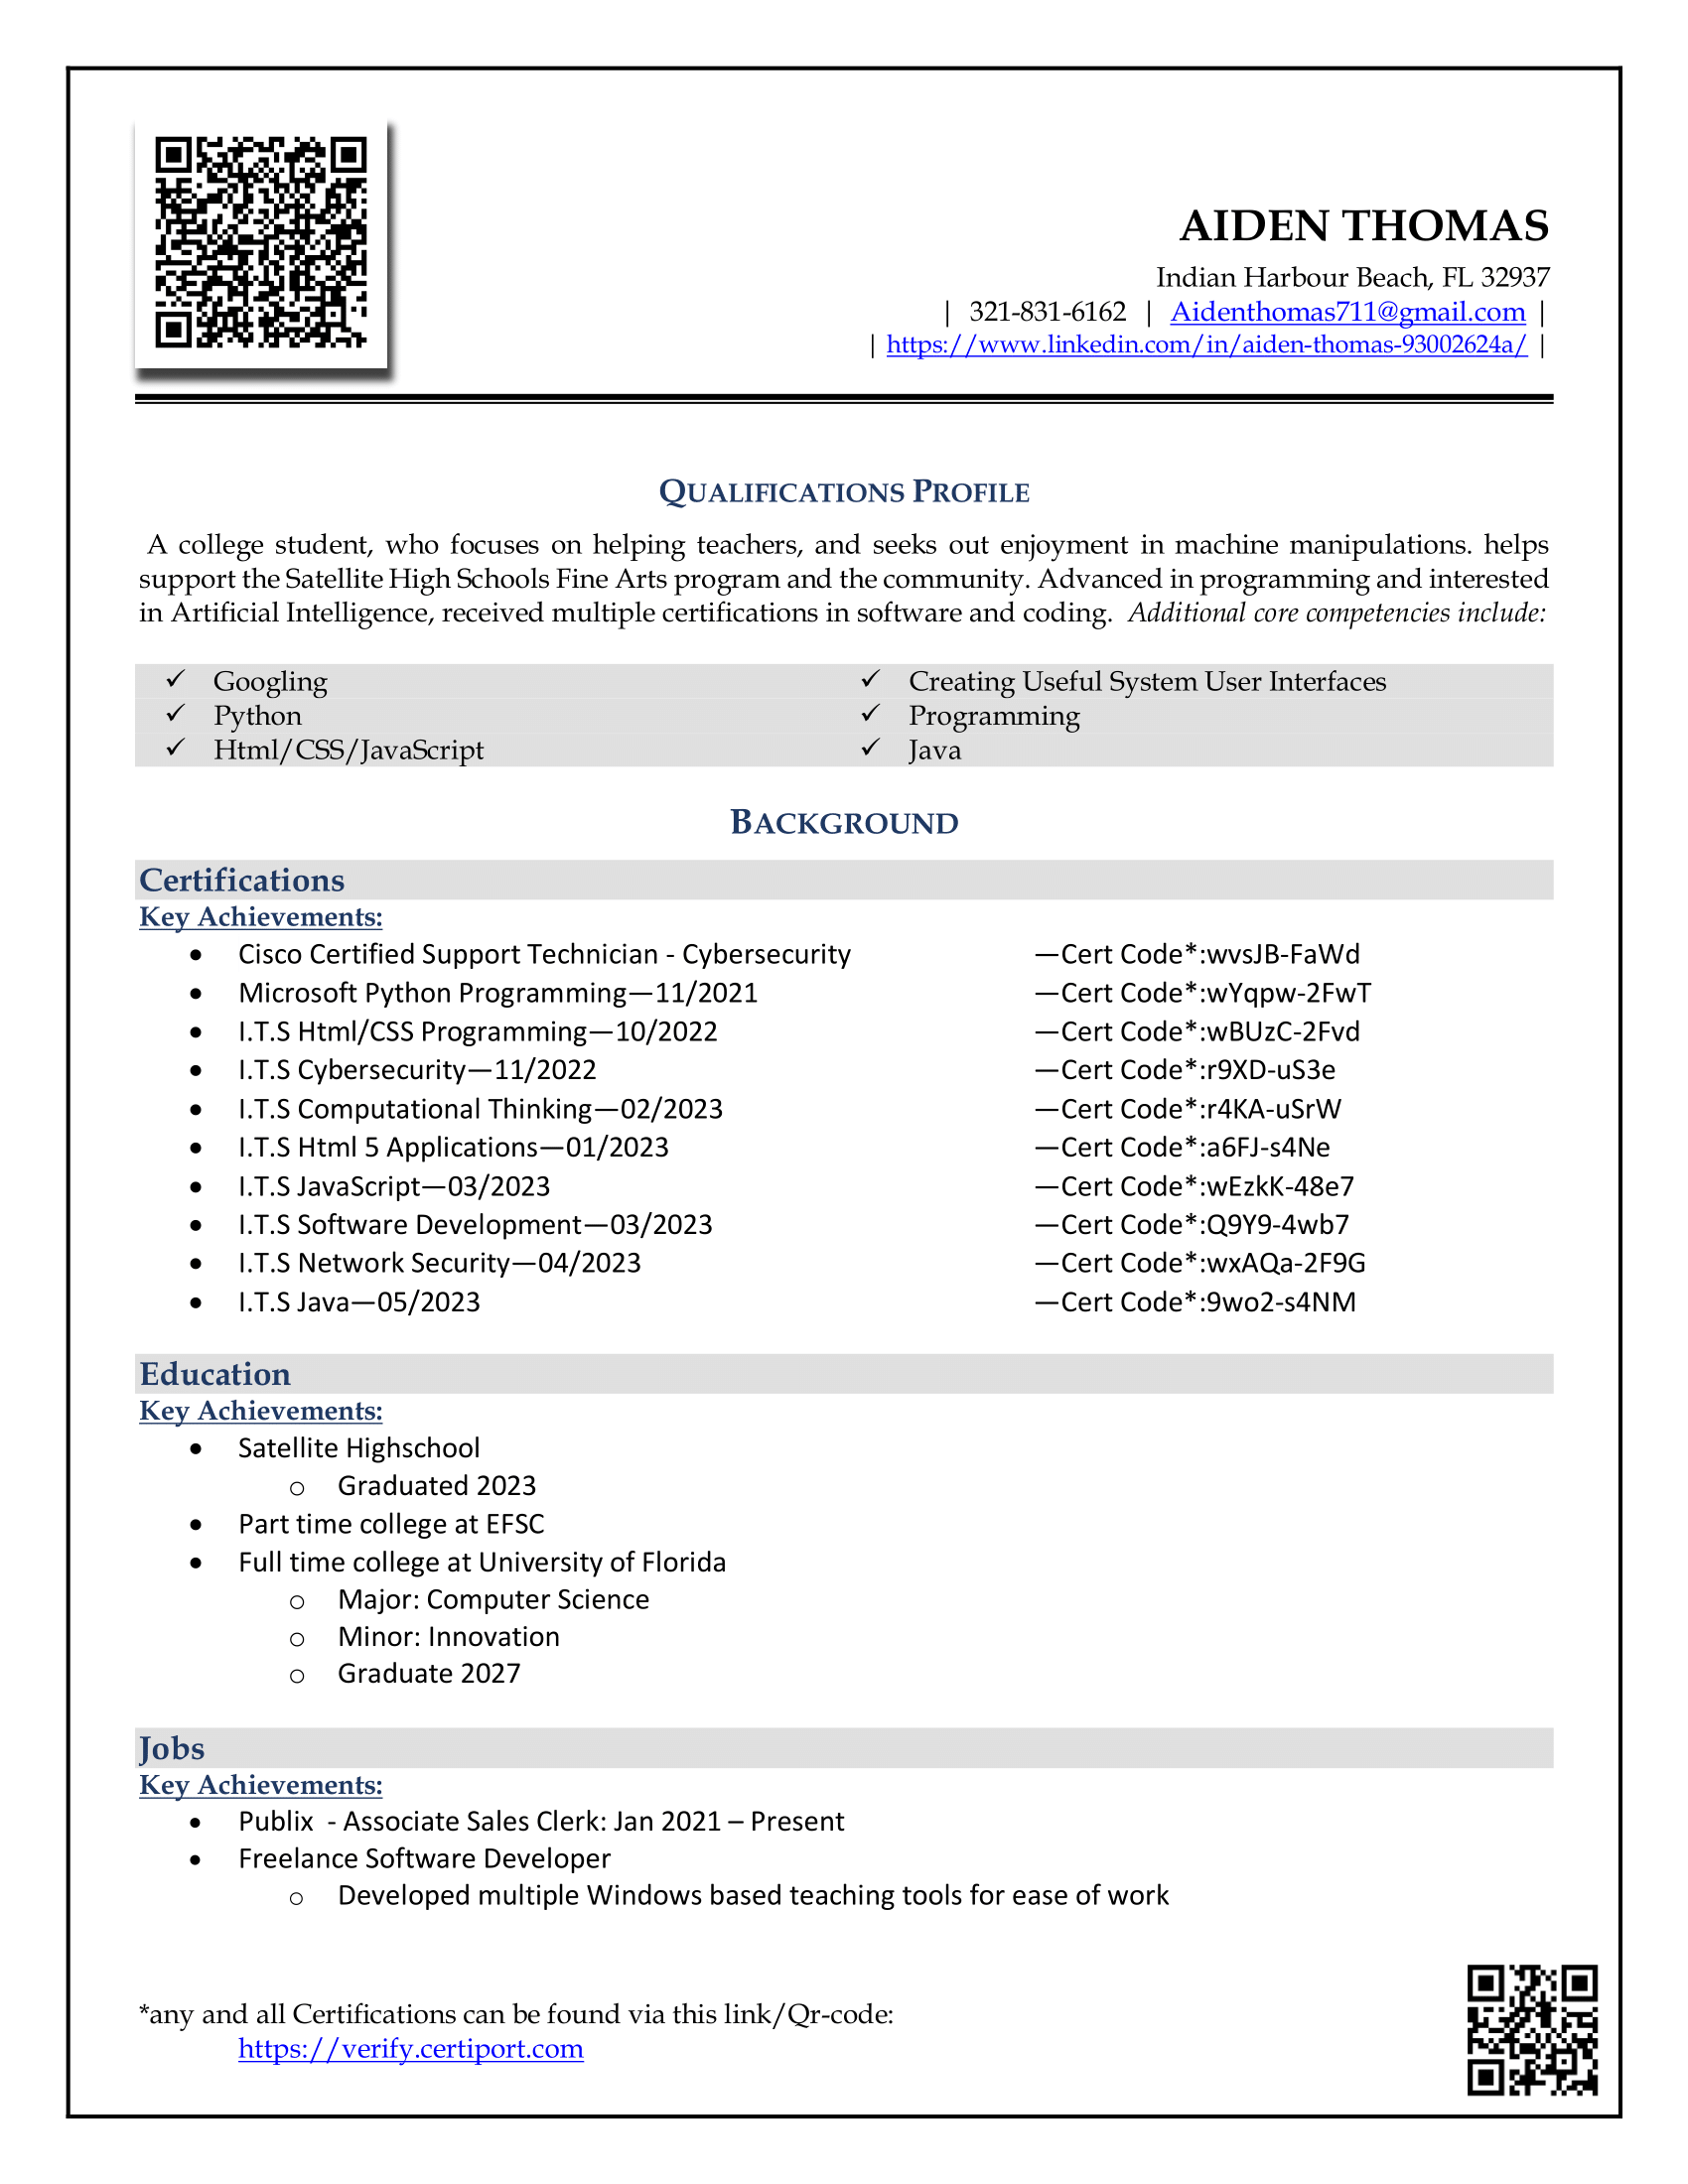 AIDEN THOMAS
Indian Harbour Beach, FL 32937
| 321-831-6162 | Aidenthomas711@gmail.com |
| https://www.linkedin.com/in/aiden-thomas-93002624a/ |
QUALIFICATIONS PROFILE
A college student, who focuses on helping teachers, and seeks out enjoyment in machine manipulations. helps
support the Satellite High Schools Fine Arts program and the community. Advanced in programming and interested
in Artificial Intelligence, received multiple certifications in software and coding. Additional core competencies include:
✓ Googling ✓ Creating Useful System User Interfaces
✓ Python ✓ Programming
✓ Html/CSS/JavaScript ✓ Java
BACKGROUND
Certifications
Key Achievements:
• Cisco Certified Support Technician - Cybersecurity —Cert Code*:wvsJB-FaWd
• Microsoft Python Programming—11/2021 —Cert Code*:wYqpw-2FwT
• I.T.S Html/CSS Programming—10/2022 —Cert Code*:wBUzC-2Fvd
• I.T.S Cybersecurity—11/2022 —Cert Code*:r9XD-uS3e
• I.T.S Computational Thinking—02/2023 —Cert Code*:r4KA-uSrW
• I.T.S Html 5 Applications—01/2023 —Cert Code*:a6FJ-s4Ne
• I.T.S JavaScript—03/2023 —Cert Code*:wEzkK-48e7
• I.T.S Software Development—03/2023 —Cert Code*:Q9Y9-4wb7
• I.T.S Network Security—04/2023 —Cert Code*:wxAQa-2F9G
• I.T.S Java—05/2023 —Cert Code*:9wo2-s4NM
Education
Key Achievements:
• Satellite Highschool
o Graduated 2023
• Part time college at EFSC
• Full time college at University of Florida
o Major: Computer Science
o Minor: Innovation
o Graduate 2027
Jobs
Key Achievements:
• Publix - Associate Sales Clerk: Jan 2021 – Present
• Freelance Software Developer
o Developed multiple Windows based teaching tools for ease of work
*any and all Certifications can be found via this link/Qr-code:
https://verify.certiport.com